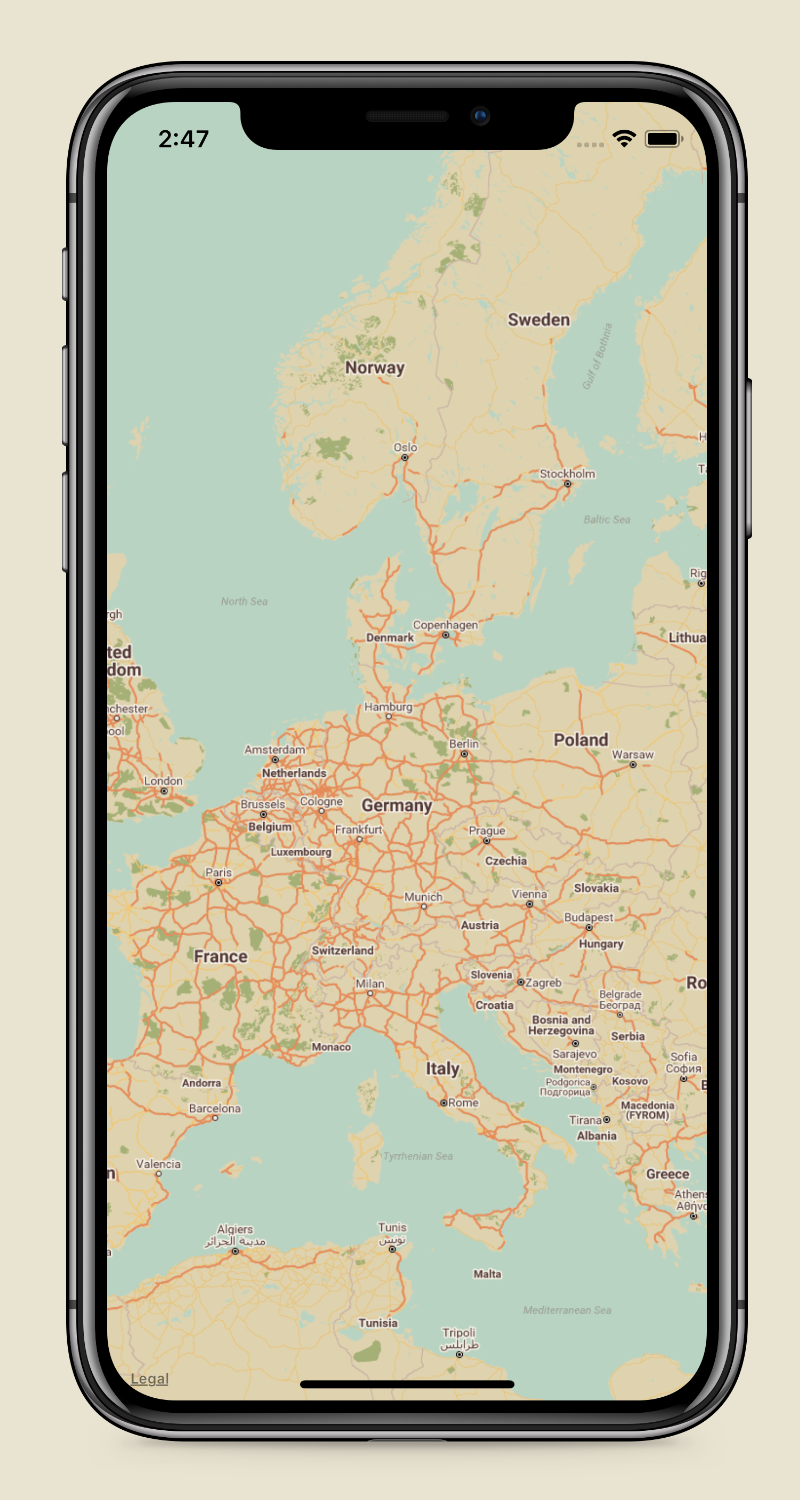 2:47
Sweden
Gulf of Bothnia
Norway
H
Oslo
T
Stockholm
Baltic Sea
Rig
North Sea
rgh
Copenhagen
Denmark
Lithua
ted
dom
Hamburg
nchester
ool
Poland
Berlin
Amsterdam
Warsaw
Netherlands
London
Brussels
Cologne
Germany
Belgium
Frankfurt
Prague
Luxembourg
Czechia
Paris
Slovakia
Munich
Vienna
Budapest
Austria
Hungary
Switzerland
France
Slovenia
Zagreb
Milan
Ro
Belgrade
Београд
Croatia
Bosnia and
Herzegovina
Serbia
Monaco
Sarajevo
Sofia
София
Italy
Montenegro
Andorra
Podgorica
Подгорица
Kosovo
B
Rome
Barcelona
Macedonia
(FYROM)
Tirana
Albania
Tyrrhenian Sea
Valencia
n
Greece
Athens
Αθήνα
Algiers
مدينة الجزائر
Tunis
تونس
a
Malta
Mediterranean Sea
Tunisia
Tripoli
طرابلس
Legal